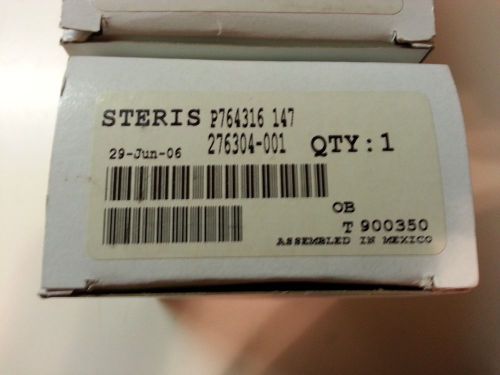 STERIS P764316 147
29-Jun-06 276304-001 QTY: 1
OB
T 900350
ASSEMBLED IN MEXICO